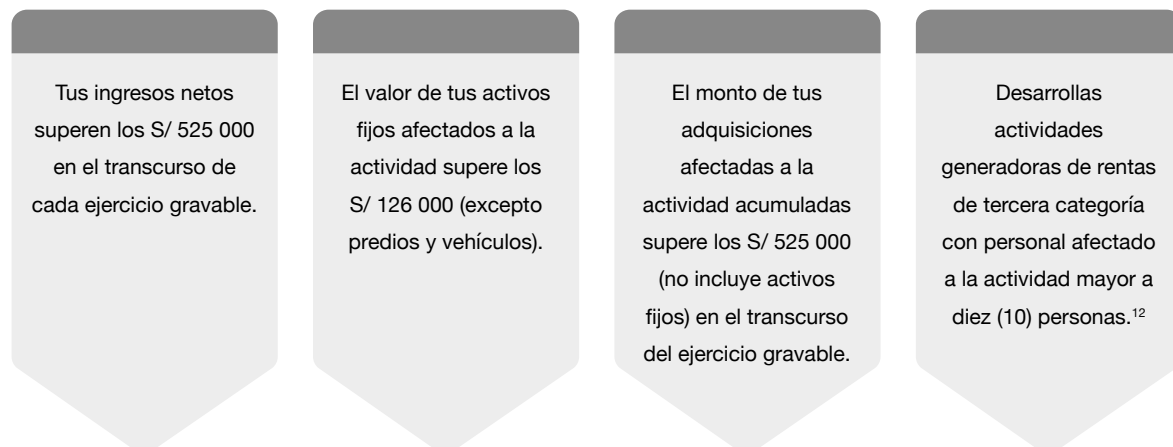 Tus ingresos netos
superen los S/ 525 000
en el transcurso de
cada ejercicio gravable.
El valor de tus activos
fijos afectados a la
actividad supere los
S/ 126 000 (excepto
predios y vehículos).
El monto de tus
adquisiciones
afectadas a la
actividad acumuladas
supere los S/ 525 000
(no incluye activos
fijos) en el transcurso
del ejercicio gravable.
Desarrollas
actividades
generadoras de rentas
de tercera categoría
con personal afectado
a la actividad mayor a
diez (10) personas.¹²